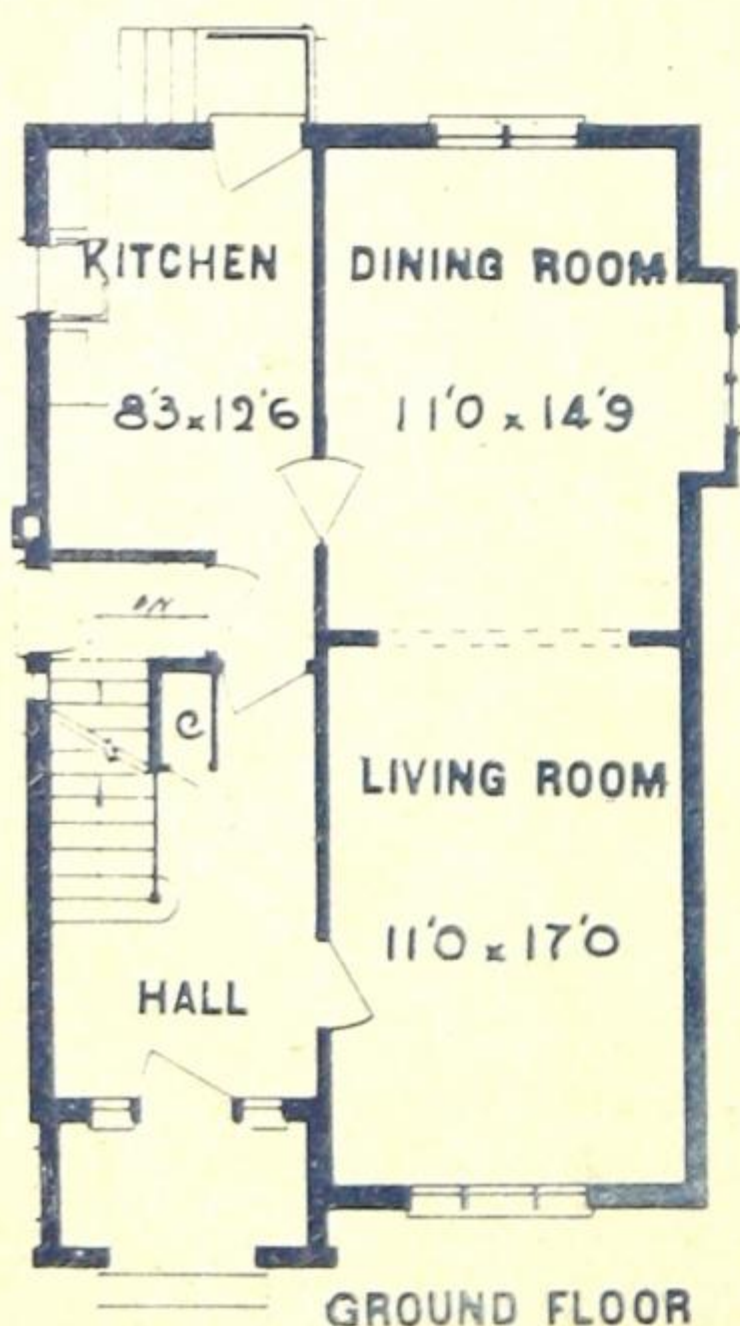 KITCHEN
8'3 x 12'6
DINING ROOM
11'0 x 14'9
DN
C
LIVING ROOM
11'0 x 17'0
HALL
GROUND FLOOR